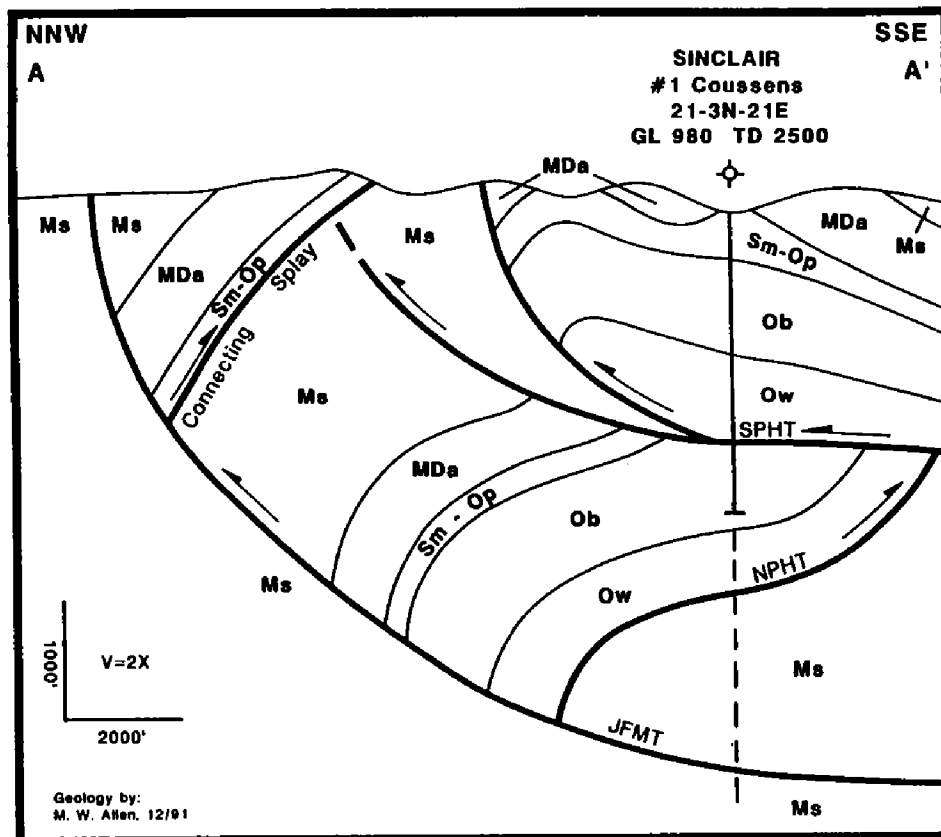 NNW
SSE
A
A'
SINCLAIR
#1 Coussens
21-3N-21E
GL 980 TD 2500
MDa
Ms
Ms
Ms
MDa
Ms
MDa
Sm-Op
Sm-Op
Splay
Connecting
Ob
Ms
Ow
SPHT
MDa
Sm - Op
Ob
Ms
NPHT
Ow
1000'
V=2X
2000'
Ms
JFMT
Geology by:
M. W. Allen, 12/91
Ms